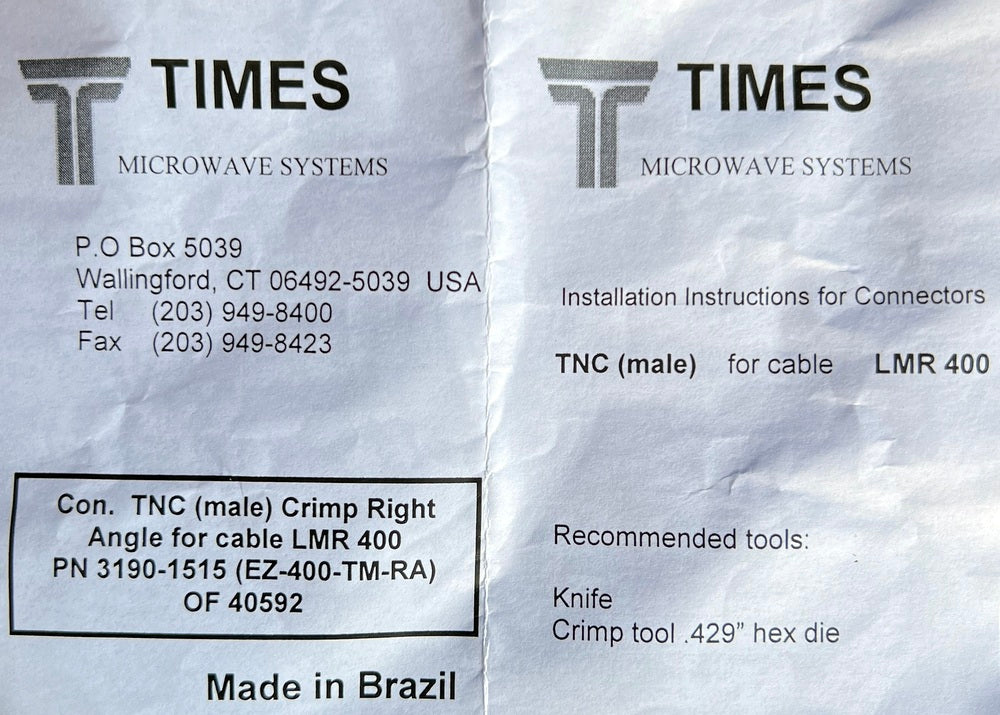 TIMES
MICROWAVE SYSTEMS
P.O Box 5039
Wallingford, CT 06492-5039 USA
Tel (203) 949-8400
Fax (203) 949-8423
Con. TNC (male) Crimp Right
Angle for cable LMR 400
PN 3190-1515 (EZ-400-TM-RA)
OF 40592
Made in Brazil
TIMES
MICROWAVE SYSTEMS
Installation Instructions for Connectors
TNC (male) for cable LMR 400
Recommended tools:
Knife
Crimp tool .429” hex die